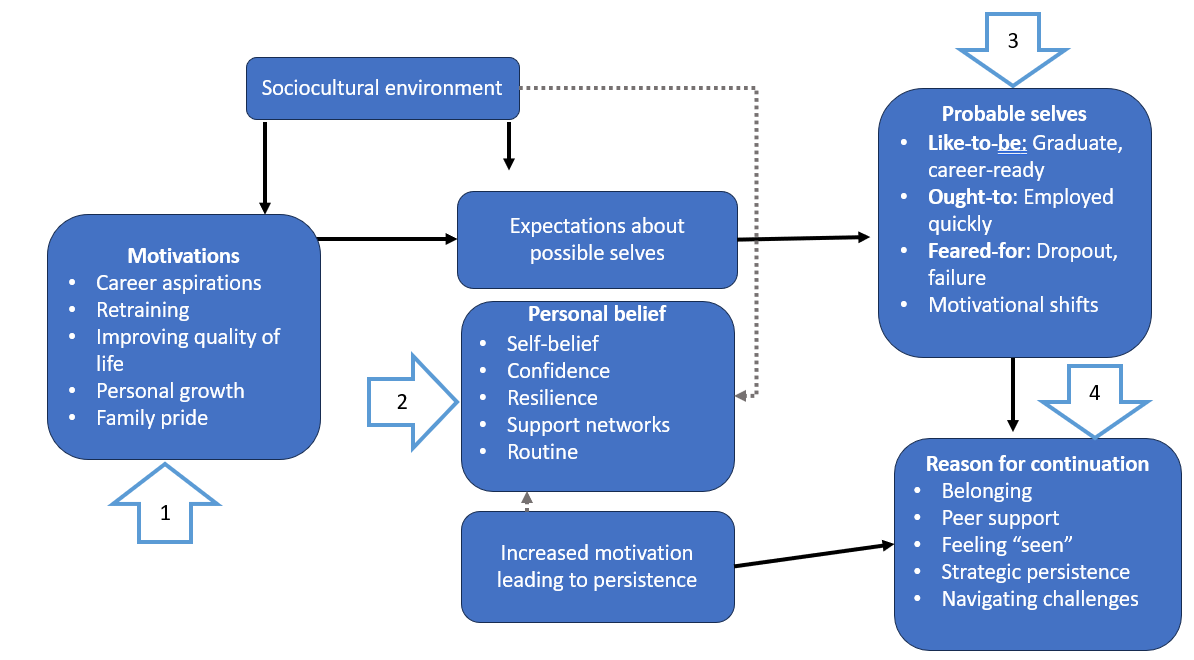 3
Sociocultural environment
Probable selves
• Like-to-be: Graduate,
career-ready
• Ought-to: Employed
quickly
• Feared-for: Dropout,
failure
• Motivational shifts
Expectations about
possible selves
Motivations
• Career aspirations
• Retraining
• Improving quality of
life
• Personal growth
• Family pride
Personal belief
• Self-belief
• Confidence
• Resilience
• Support networks
• Routine
2
4
1
Reason for continuation
• Belonging
• Peer support
• Feeling “seen”
• Strategic persistence
• Navigating challenges
Increased motivation
leading to persistence